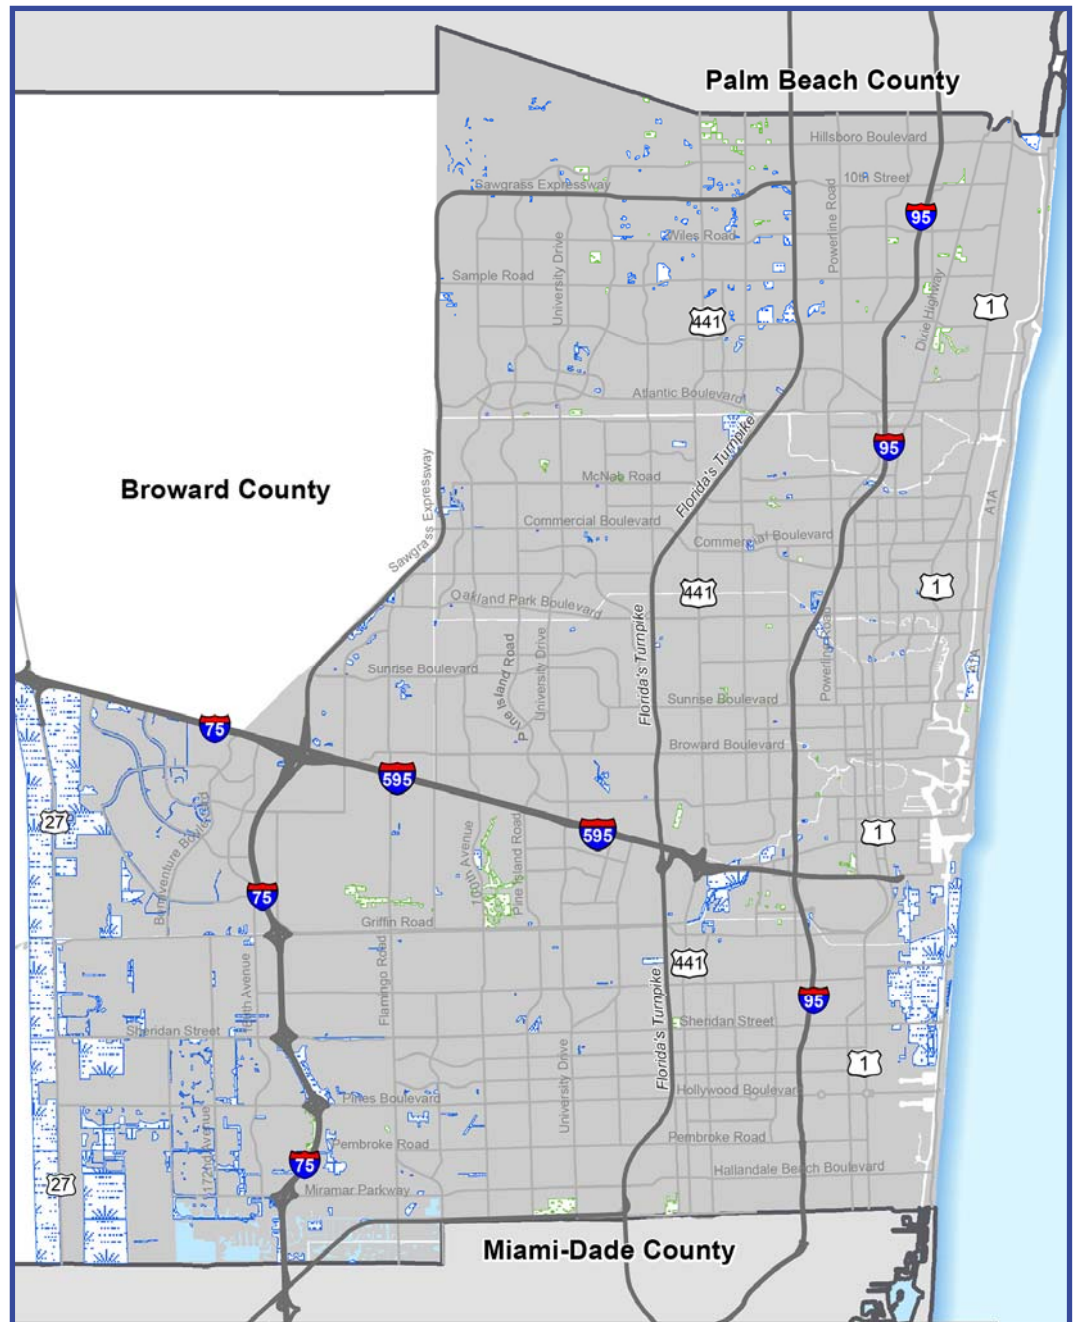 Palm Beach County
Hillsboro Boulevard
10th Street
Sawgrass Expressway
Powerline Road
95
Wiles Road
University Drive
Sample Road
1
441
Dixie Highway
Atlantic Boulevard
Florida's Turnpike
95
McNab Road
Broward County
Sawgrass Expressway
A1A
Commercial Boulevard
Commercial Boulevard
441
1
Oakland Park Boulevard
Powerline Road
Florida's Turnpike
Pine Island Road
University Drive
A1A
Sunrise Boulevard
Sunrise Boulevard
75
Broward Boulevard
595
27
595
1
Bonaventure Boulevard
100th Avenue
Pine Island Road
75
Griffin Road
441
Flamingo Road
Florida's Turnpike
95
Sheridan Street
Sheridan Street
1
University Drive
Hollywood Boulevard
Pines Boulevard
172nd Avenue
Pembroke Road
Pembroke Road
75
Hallandale Beach Boulevard
27
Miramar Parkway
Miami-Dade County